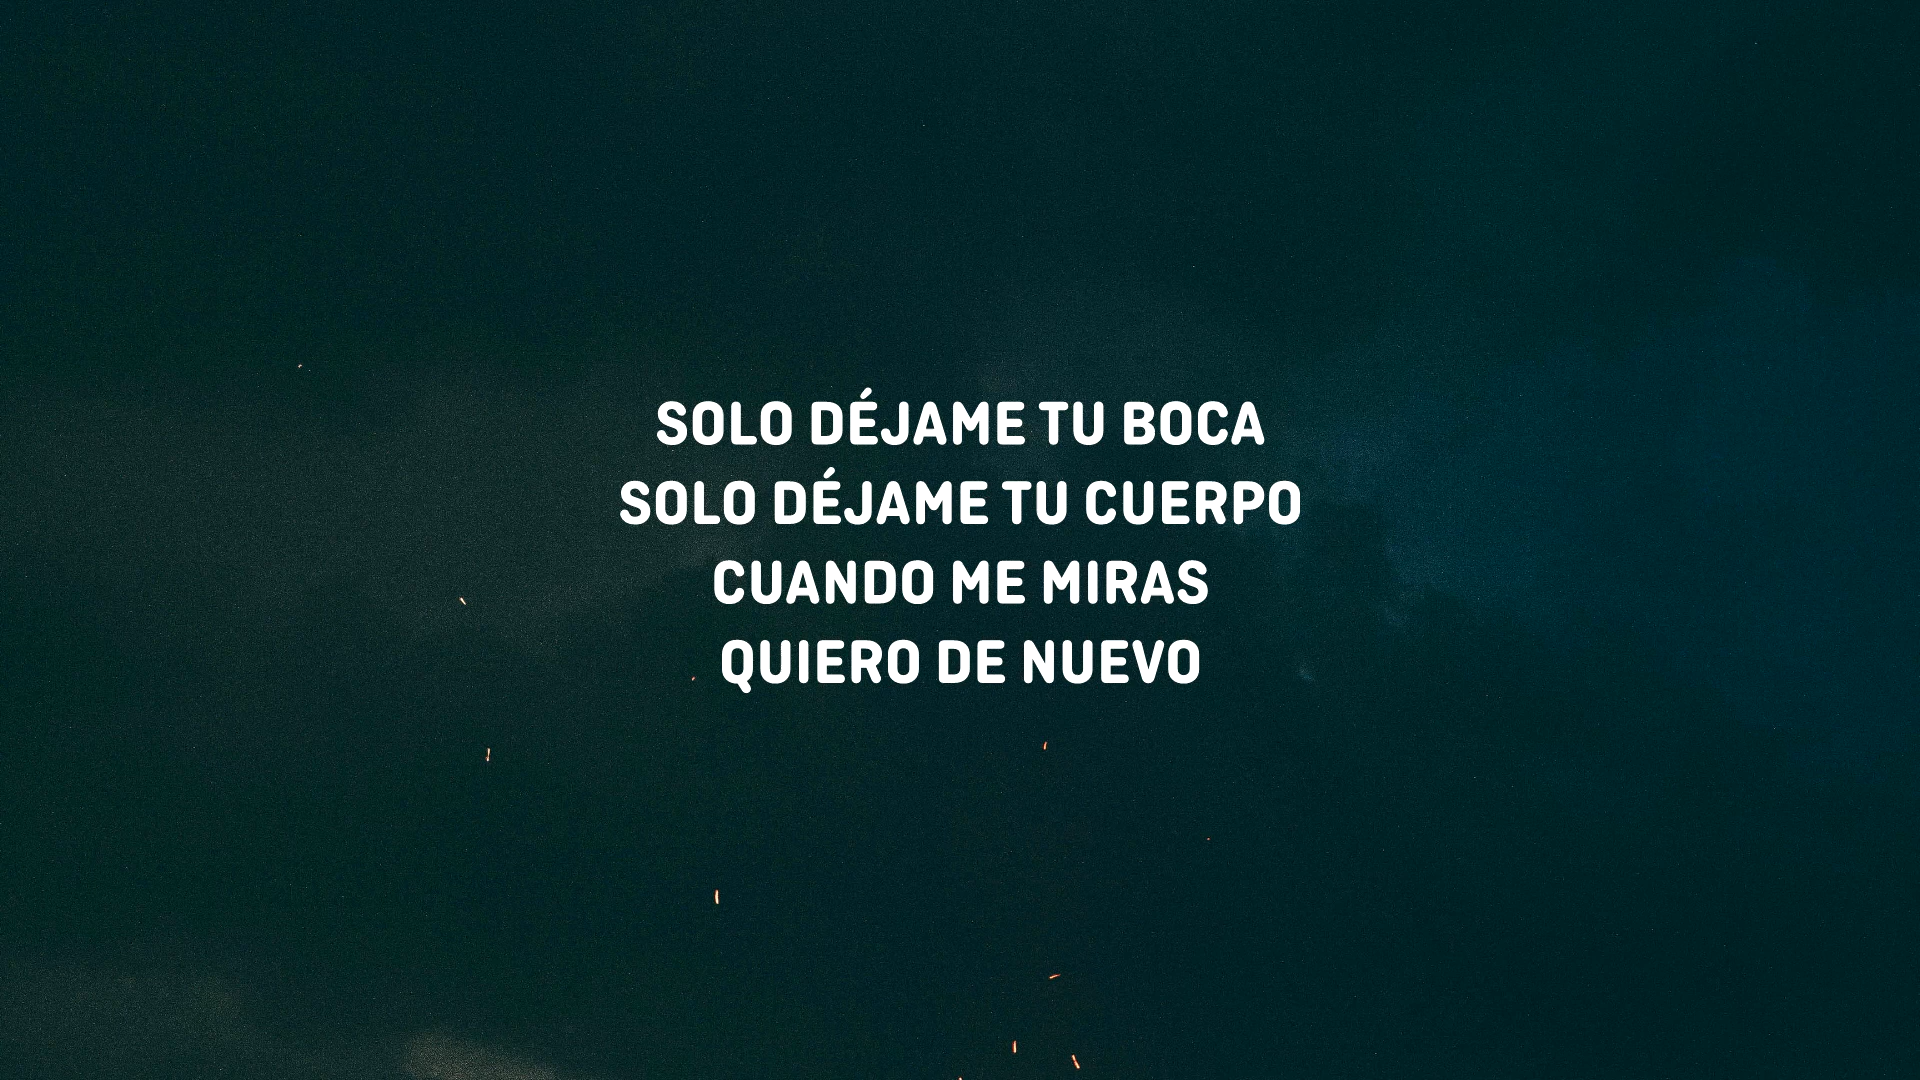 SOLO DÉJAME TU BOCA
SOLO DÉJAME TU CUERPO
CUANDO ME MIRAS
QUIERO DE NUEVO